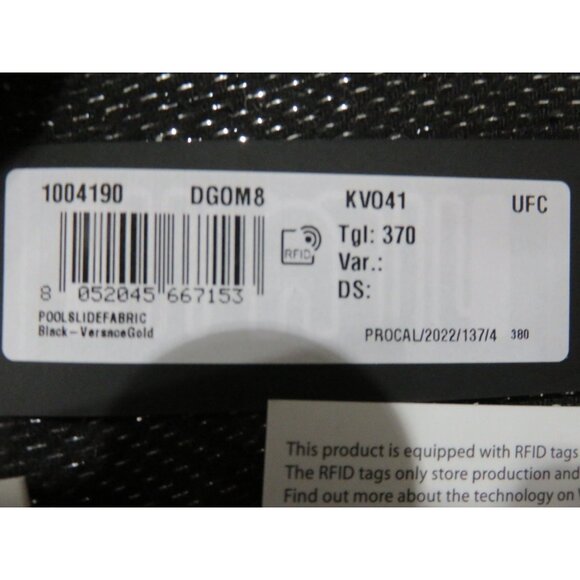 1004190 DGOM8 KVO41 UFC
Tgl: 370
RFID
Var.:
DS:
8 052045 667153
POOLSLIDEFABRIC
Black-VersaceGold
PROCAL/2022/137/4 380
This product is equipped with RFID tags
The RFID tags only store production and
Find out more about the technology on